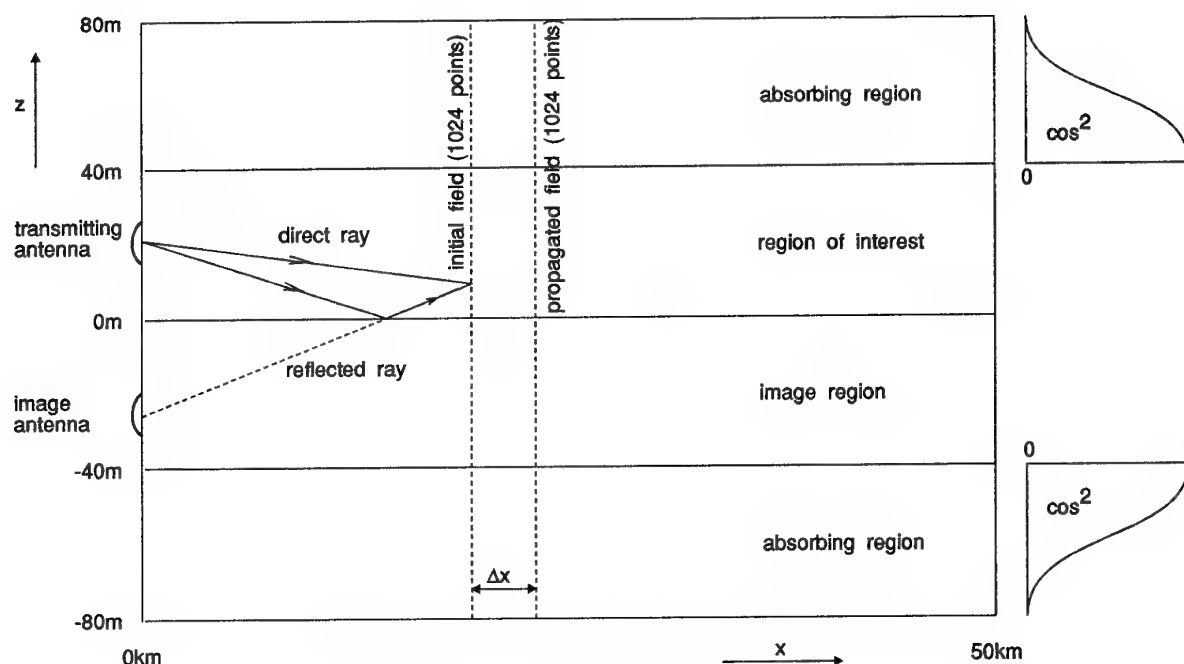 80m
z
40m
transmitting
antenna
0m
image
antenna
-40m
-80m
0km
50km
x
direct ray
reflected ray
initial field (1024 points)
propagated field (1024 points)
Δx
absorbing region
region of interest
image region
absorbing region
cos²
0
0
cos²